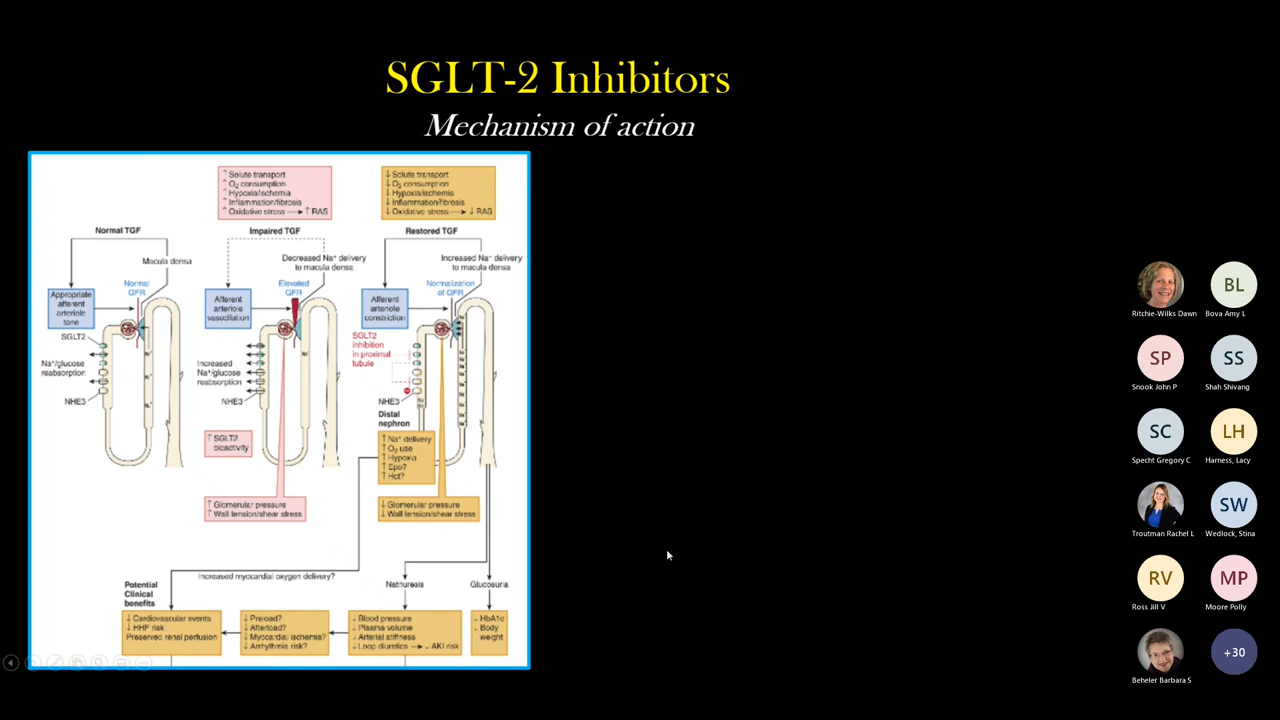 SGLT-2 Inhibitors
Mechanism of action
↑ Solute transport
↑ O₂ consumption
↑ Hypoxia/ischemia
↑ Inflammation/fibrosis
↑ Oxidative stress → ↑ RAS
↓ Solute transport
↓ O₂ consumption
↓ Hypoxia/ischemia
↓ Inflammation/fibrosis
↓ Oxidative stress → ↓ RAS
Normal TGF
Impaired TGF
Restored TGF
Macula densa
Decreased Na⁺ delivery
to macula densa
Increased Na⁺ delivery
to macula densa
Normal
GFR
Elevated
GFR
Normalization
of GFR
Appropriate
afferent
arteriole
tone
Afferent
arteriole
vasodilation
Afferent
arteriole
constriction
SGLT2
Na⁺/glucose
reabsorption
NHE3
Increased
Na⁺/glucose
reabsorption
NHE3
SGLT2
inhibition
in proximal
tubule
NHE3
Distal
nephron
↑ SGLT2
bioactivity
↑ Na⁺ delivery
↑ O₂ use
↑ Hypoxia
↑ Epo?
↑ Hct?
↑ Glomerular pressure
↑ Wall tension/shear stress
↓ Glomerular pressure
↓ Wall tension/shear stress
Increased myocardial oxygen delivery?
Natriuresis
Glucosuria
Potential
Clinical
benefits
↓ Cardiovascular events
↓ HHF risk
Preserved renal perfusion
↓ Preload?
↓ Afterload?
↓ Myocardial ischemia?
↓ Arrhythmia risk?
↓ Blood pressure
↓ Plasma volume
↓ Arterial stiffness
↓ Loop diuretics → ↓ AKI risk
↓ HbA1c
↓ Body
weight
BL
Ritchie-Wilks Dawn
Bova Amy L
SP
SS
Snook John P
Shah Shivang
SC
LH
Specht Gregory C
Harness, Lacy
SW
Troutman Rachel L
Wedlock, Stina
RV
MP
Ross Jill V
Moore Polly
+30
Beheler Barbara S